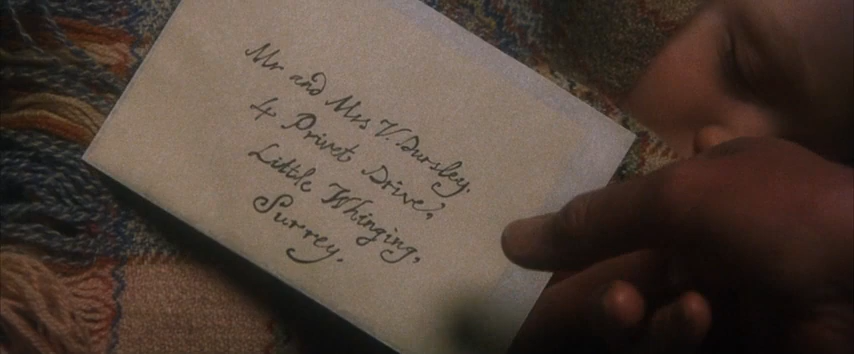 Mr and Mrs V. Dursley.
4 Privet Drive,
Little Whinging,
Surrey.